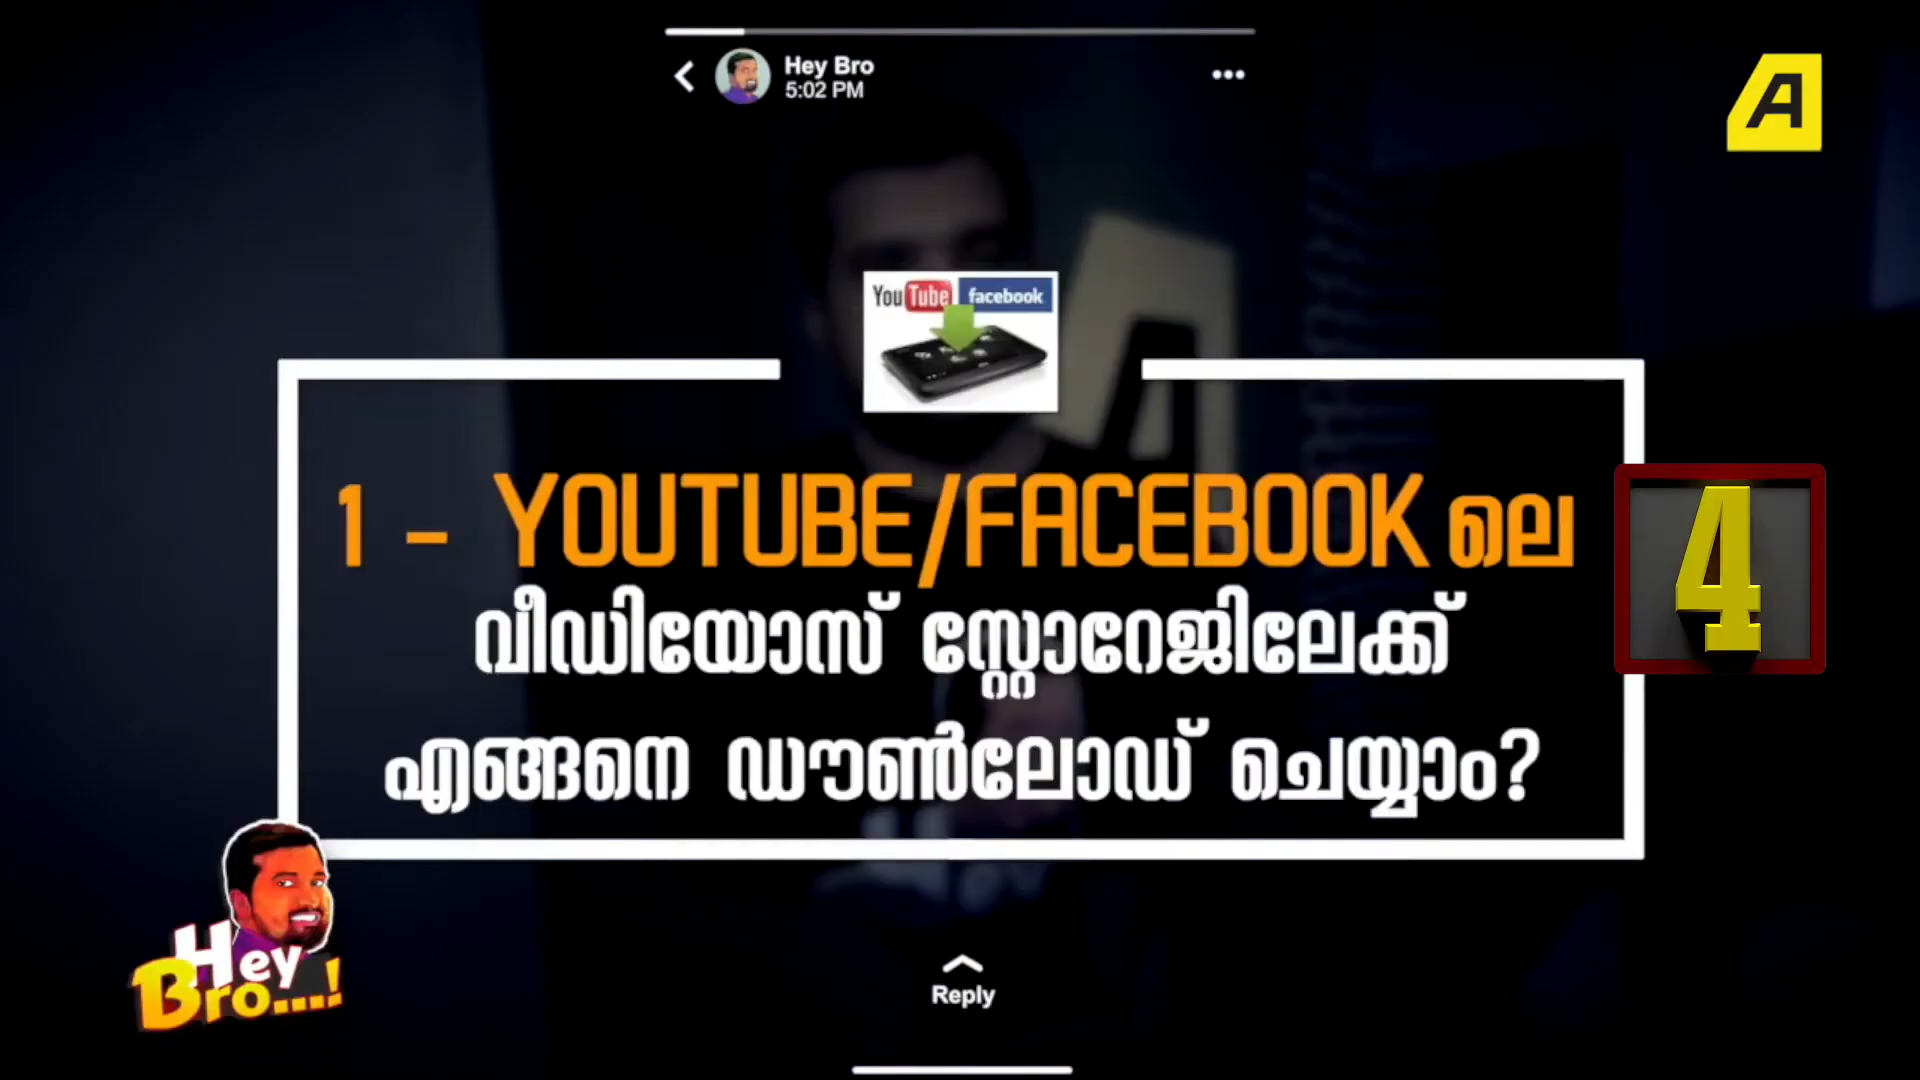 Hey Bro
5:02 PM
A
YouTube facebook
1 - YOUTUBE/FACEBOOK ലെ
വീഡിയോസ് സ്റ്റോറേജിലേക്ക്
എങ്ങനെ ഡൗൺലോഡ് ചെയ്യാം?
4
Hey
Bro....!
Reply